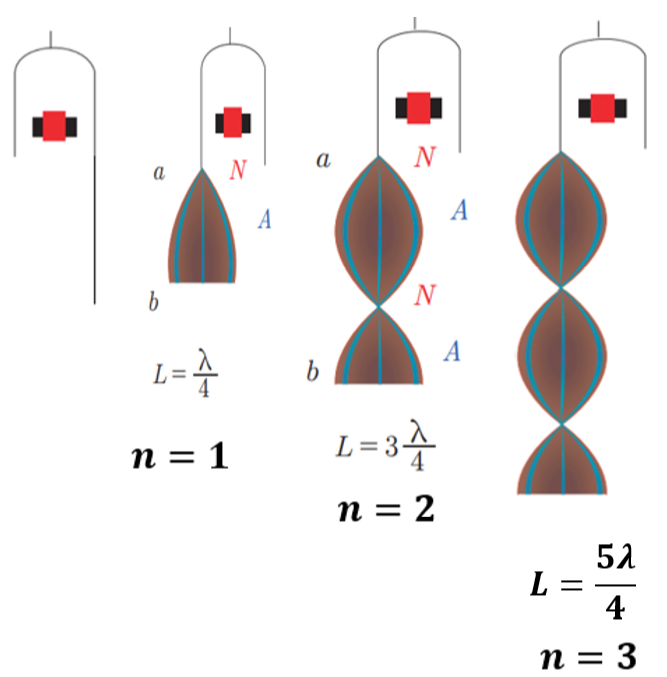 a
N
A
b
L = λ/4
n = 1
a
N
A
N
A
b
L = 3 λ/4
n = 2
L = 5λ/4
n = 3